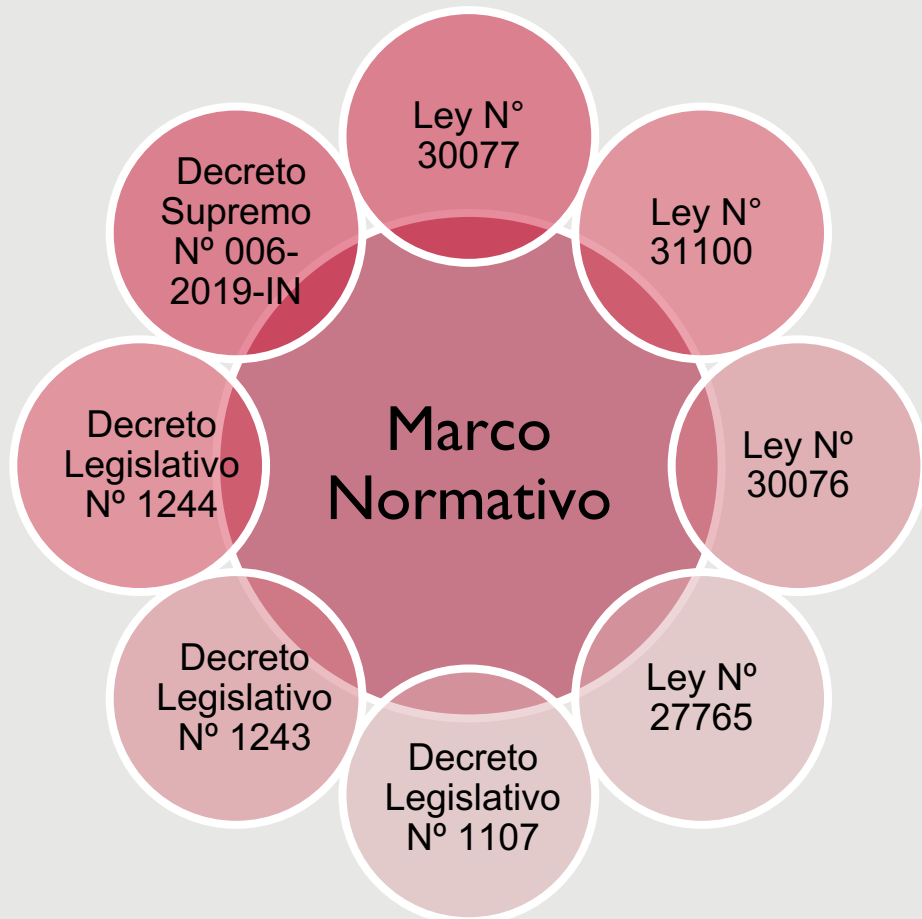 Marco
Normativo
Ley N°
30077
Ley N°
31100
Ley Nº
30076
Ley Nº
27765
Decreto
Legislativo
Nº 1107
Decreto
Legislativo
Nº 1243
Decreto
Legislativo
Nº 1244
Decreto
Supremo
Nº 006-
2019-IN